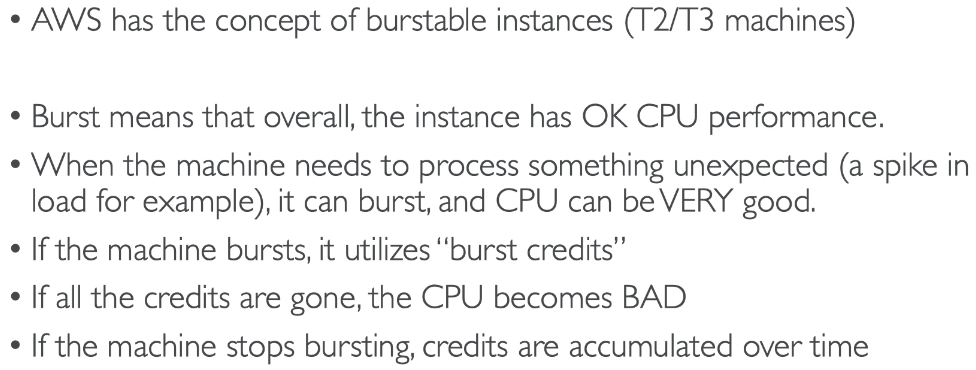 • AWS has the concept of burstable instances (T2/T3 machines)
• Burst means that overall, the instance has OK CPU performance.
• When the machine needs to process something unexpected (a spike in
load for example), it can burst, and CPU can be VERY good.
• If the machine bursts, it utilizes “burst credits”
• If all the credits are gone, the CPU becomes BAD
• If the machine stops bursting, credits are accumulated over time